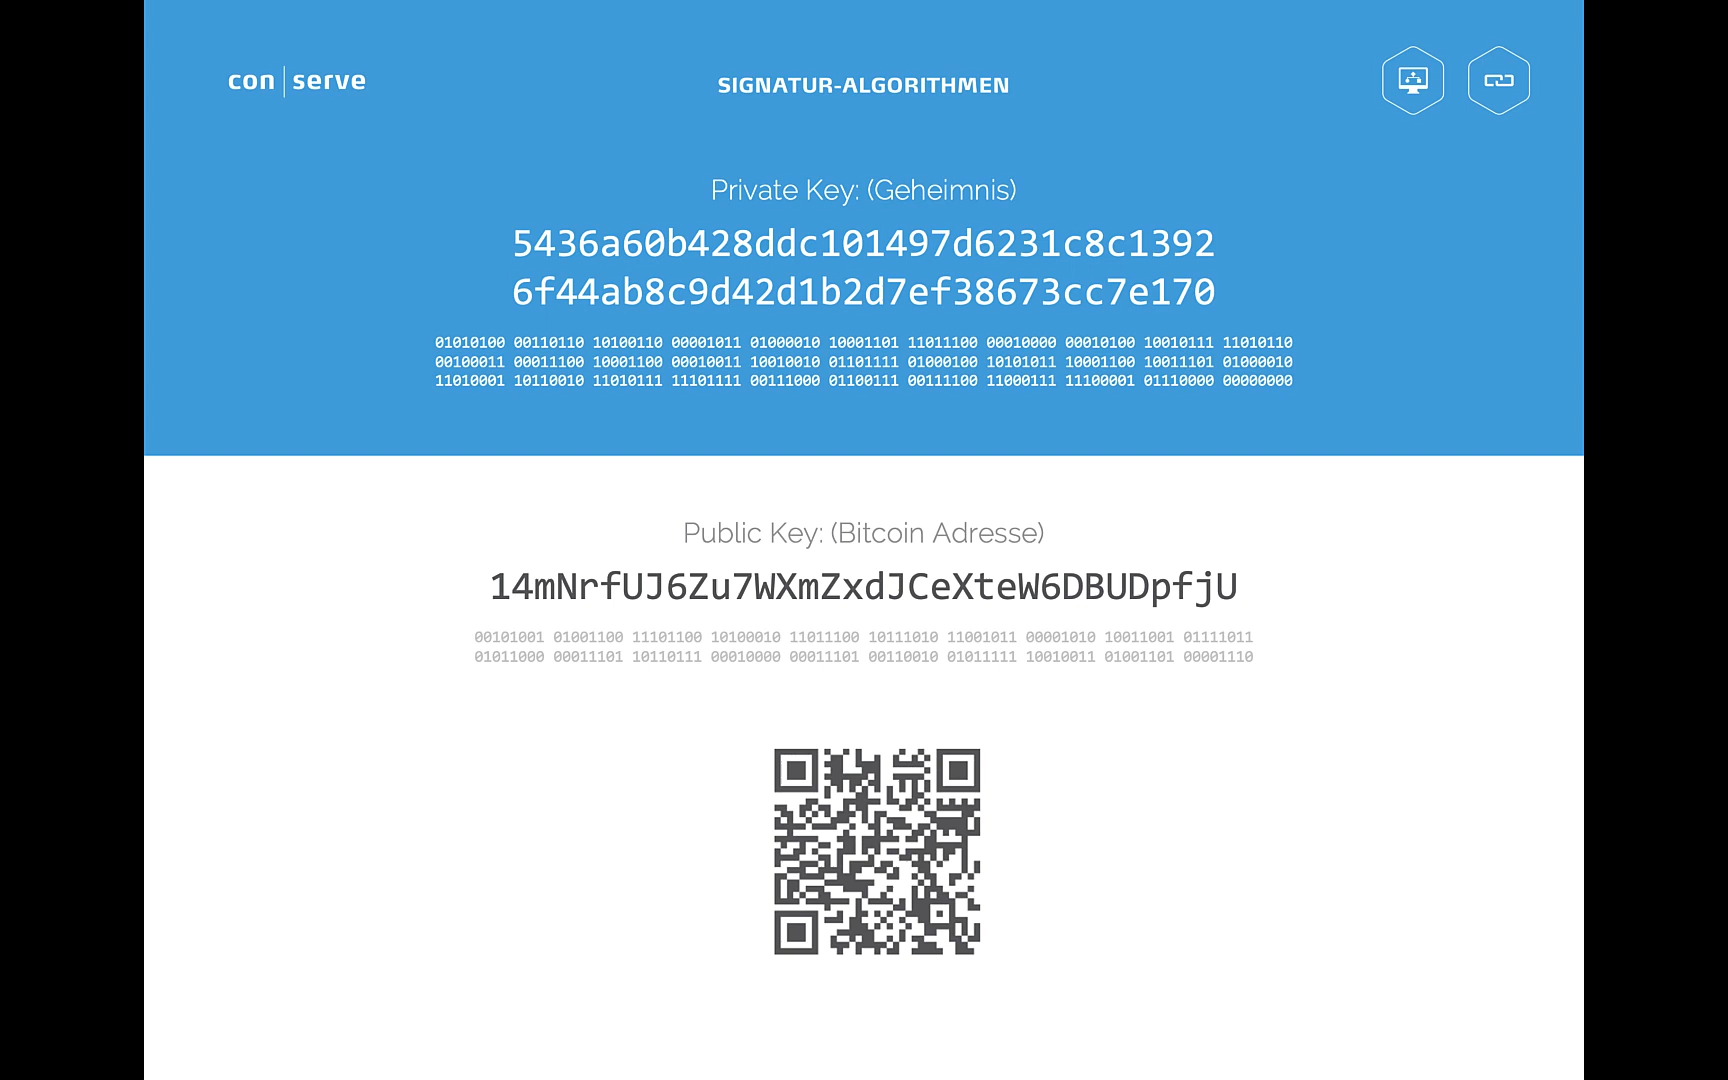 con serve
SIGNATUR-ALGORITHMEN
Private Key: (Geheimnis)
5436a60b428ddc101497d6231c8c1392
6f44ab8c9d42d1b2d7ef38673cc7e170
01010100 00110110 10100110 00001011 01000010 10001101 11011100 00010000 00010100 10010111 11010110
00100011 00011100 10001100 00010011 10010010 01101111 01000100 10101011 10001100 10011101 01000010
11010001 10110010 11010111 11101111 00111000 01100111 00111100 11000111 11100001 01110000 00000000
Public Key: (Bitcoin Adresse)
14mNrfUJ6Zu7WXmZxdJCeXteW6DBUDpfjU
00101001 01001100 11101100 10100010 11011100 10111010 11001011 00001010 10011001 01111011
01011000 00011101 10110111 00010000 00011101 00110010 01011111 10010011 01001101 00001110